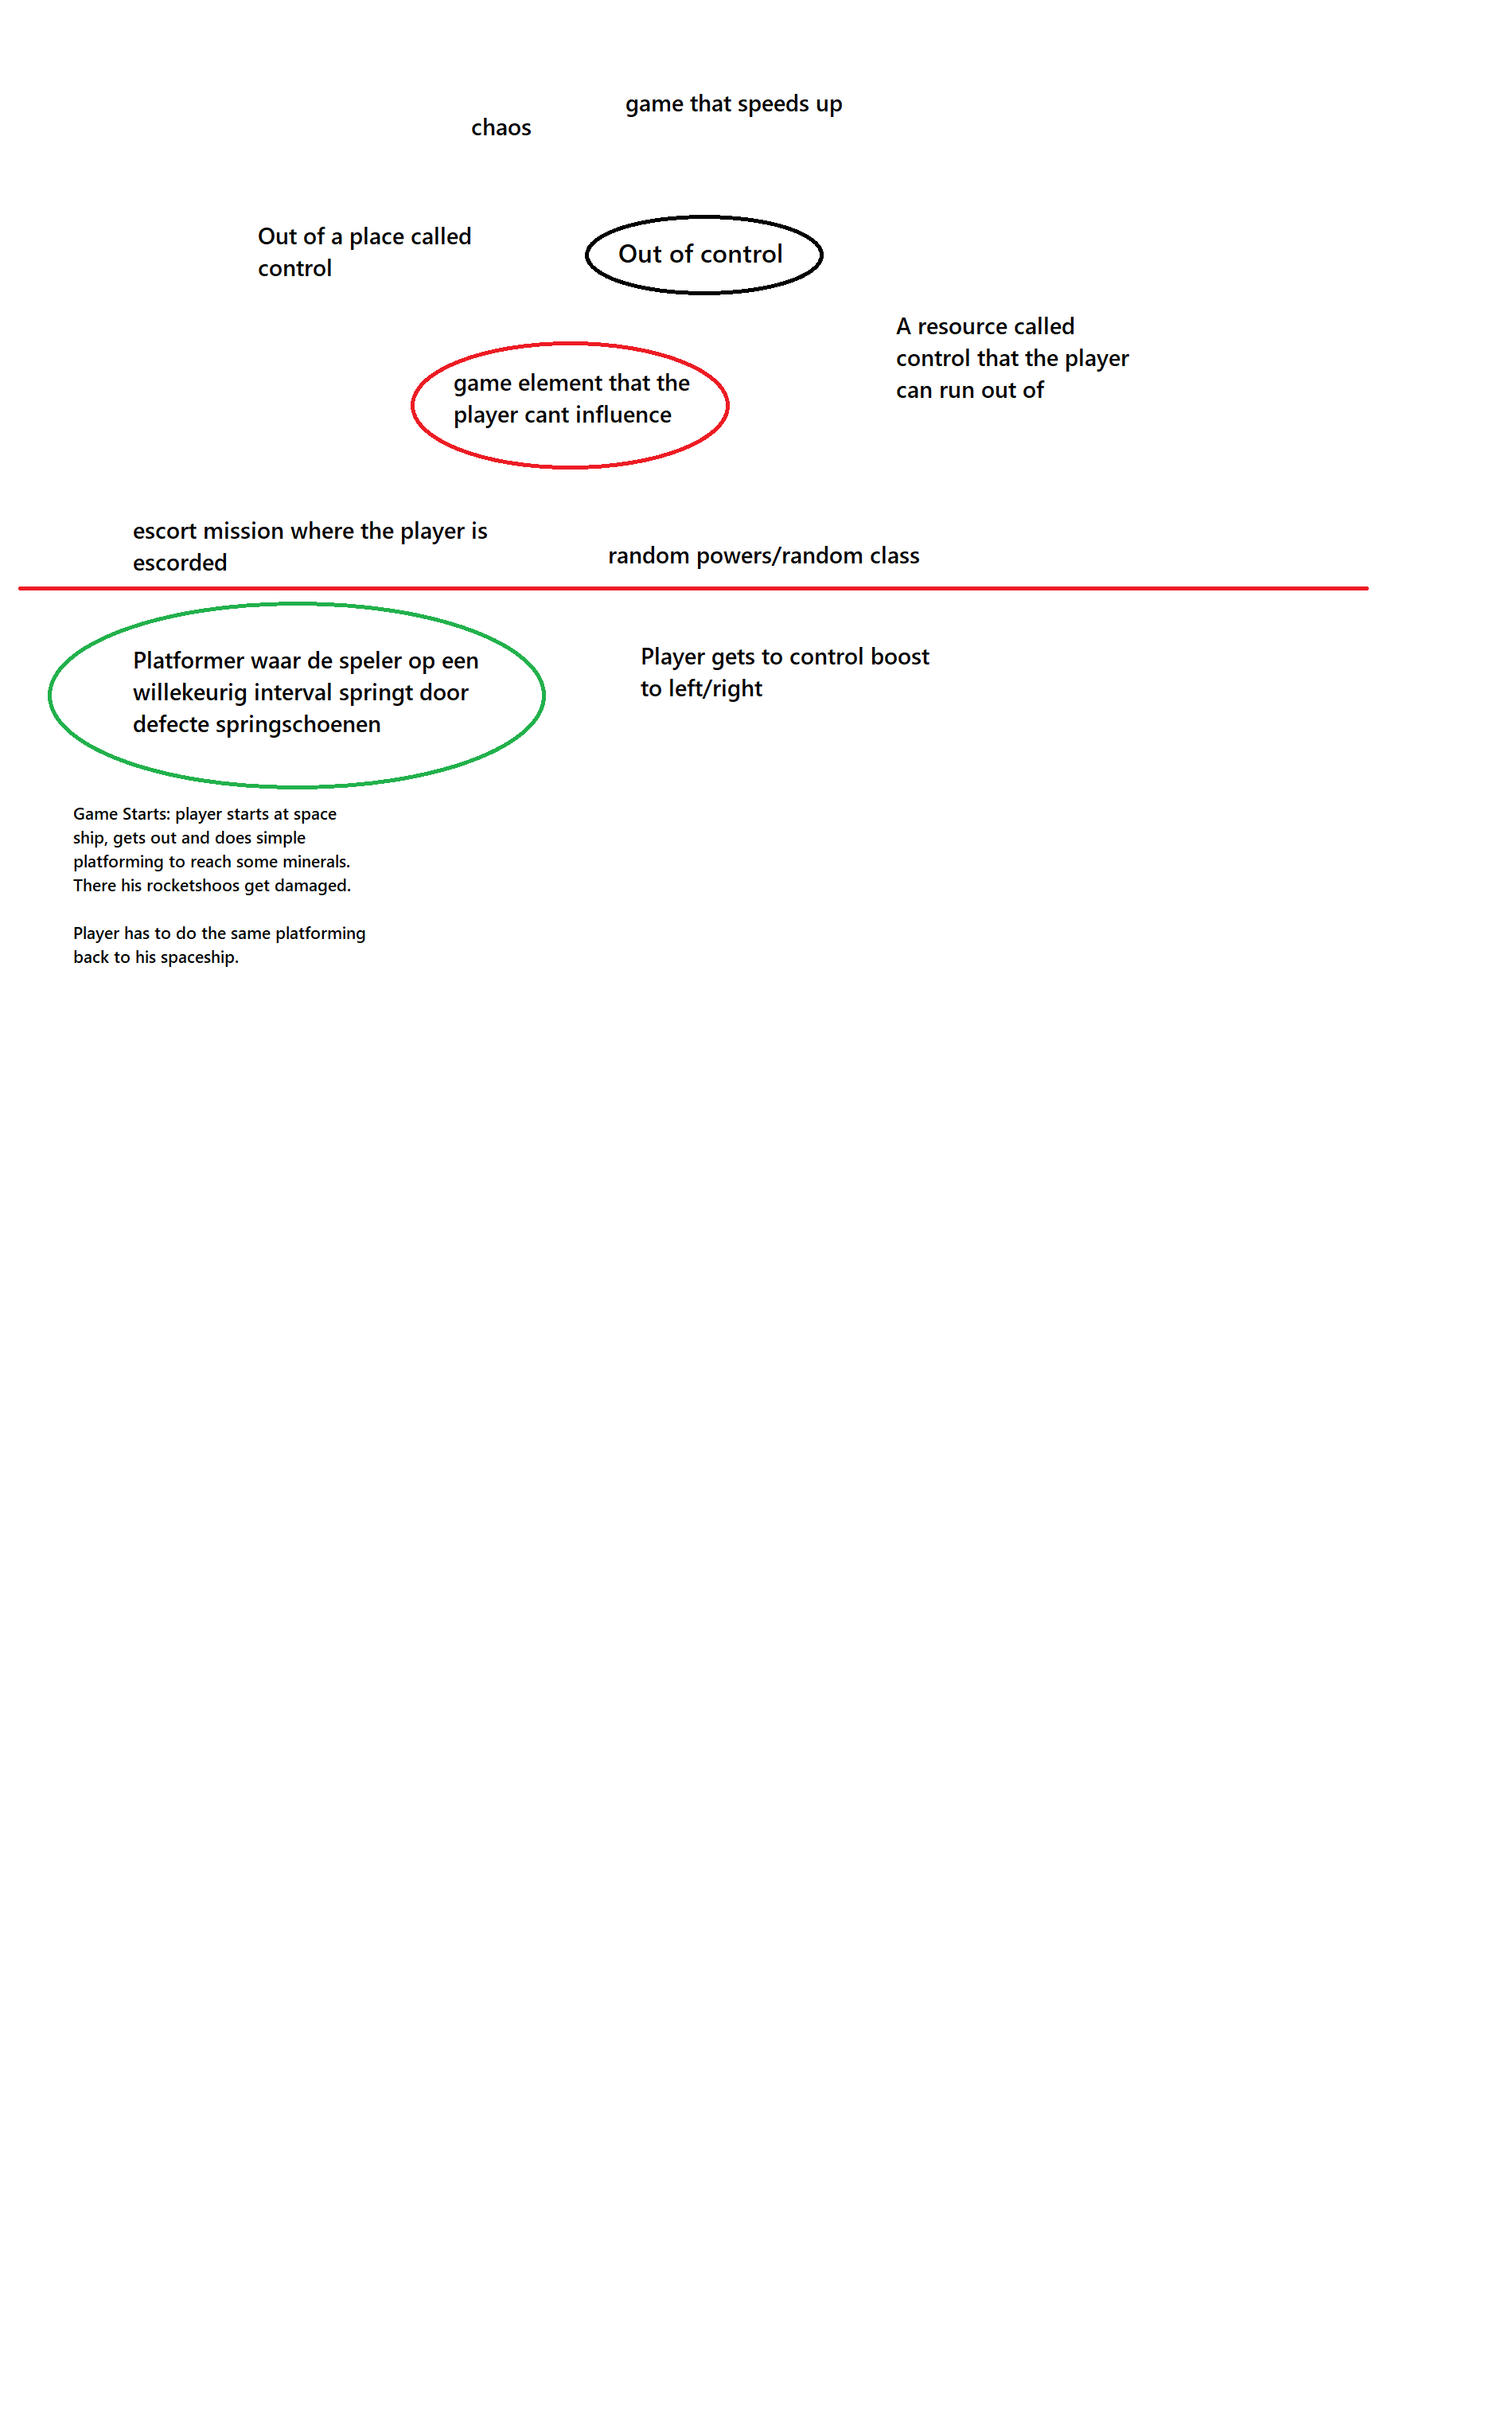 game that speeds up
chaos
Out of a place called
control
Out of control
A resource called
control that the player
can run out of
game element that the
player cant influence
escort mission where the player is
escorded
random powers/random class
Platformer waar de speler op een
willekeurig interval springt door
defecte springschoenen
Player gets to control boost
to left/right
Game Starts: player starts at space
ship, gets out and does simple
platforming to reach some minerals.
There his rocketshoos get damaged.
Player has to do the same platforming
back to his spaceship.